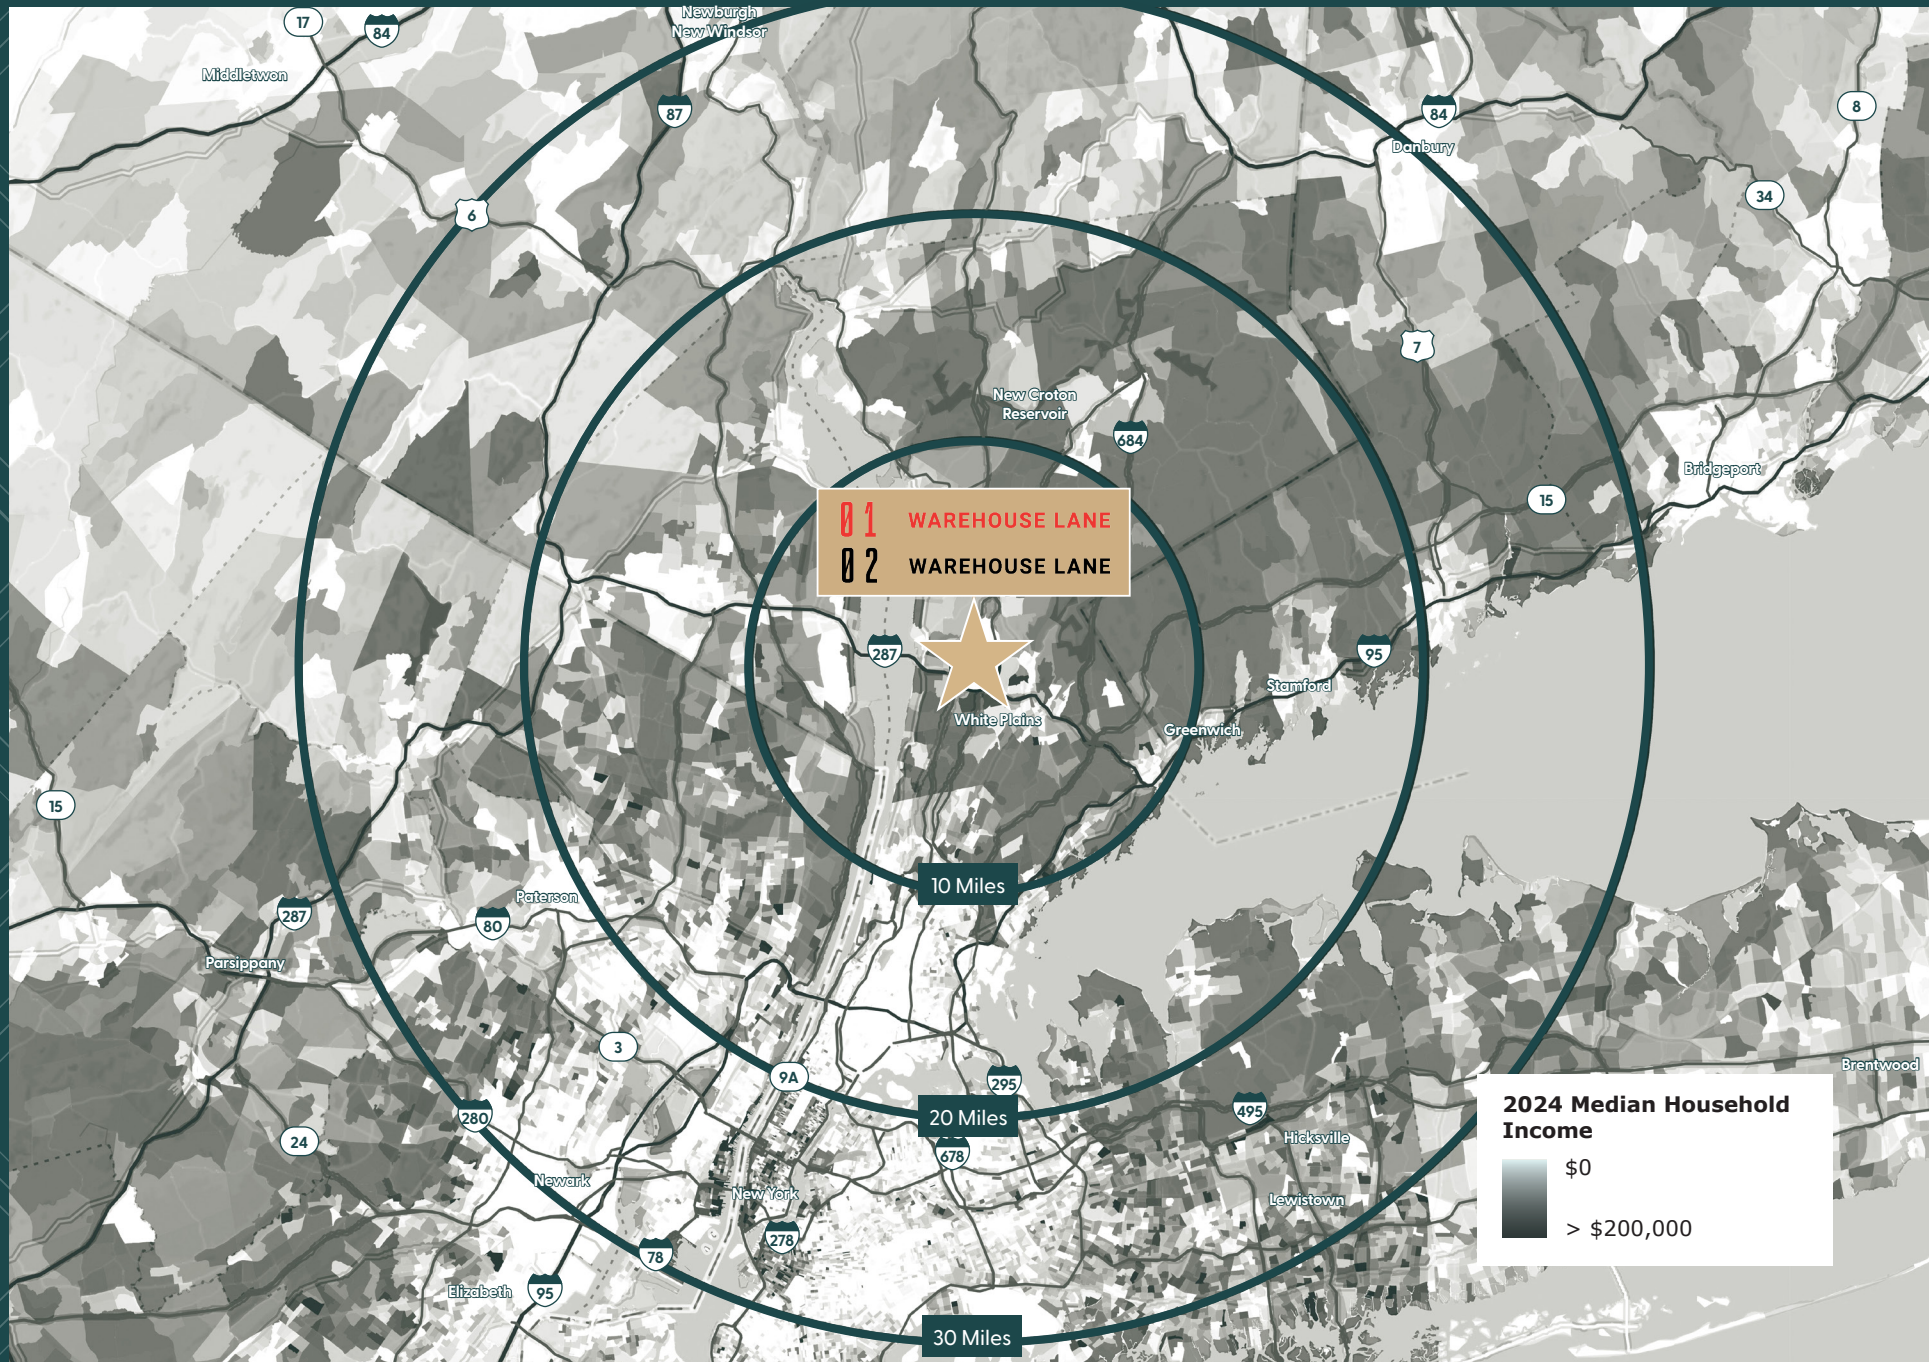 Newburgh
New Windsor
17
84
Middletwon
87
84
8
Danbury
34
6
7
New Croton
Reservoir
684
Bridgeport
15
01 WAREHOUSE LANE
02 WAREHOUSE LANE
287
95
Stamford
White Plains
Greenwich
15
10 Miles
Paterson
287
80
Parsippany
3
9A
295
Brentwood
280
20 Miles
495
24
678
Hicksville
Newark
New York
Lewistown
278
78
Elizabeth
95
30 Miles
2024 Median Household
Income
$0
> $200,000